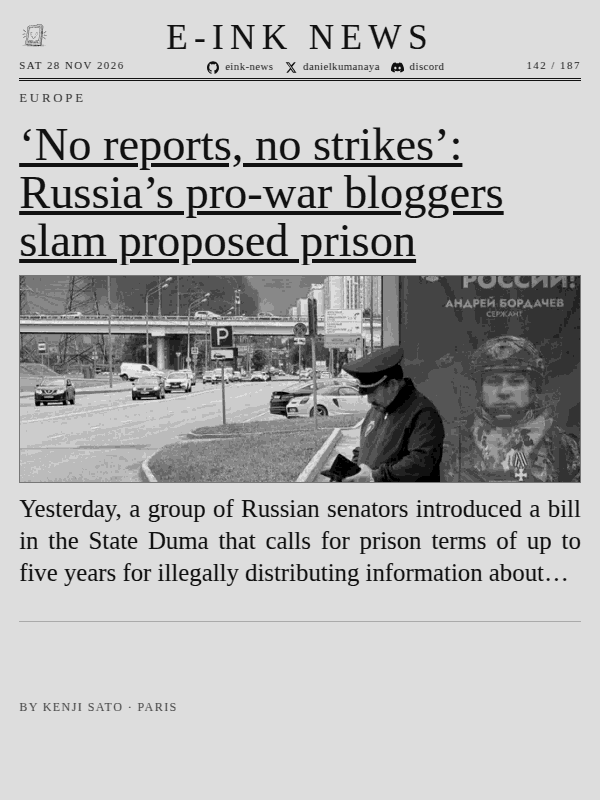 E-INK NEWS
SAT 28 NOV 2026
eink-news
danielkumanaya
discord
142 / 187
EUROPE
‘No reports, no strikes’:
Russia’s pro-war bloggers
slam proposed prison
P
РОССИИ!
АНДРЕЙ БОРДАЧЕВ
СЕРЖАНТ
Yesterday, a group of Russian senators introduced a bill
in the State Duma that calls for prison terms of up to
five years for illegally distributing information about…
BY KENJI SATO · PARIS